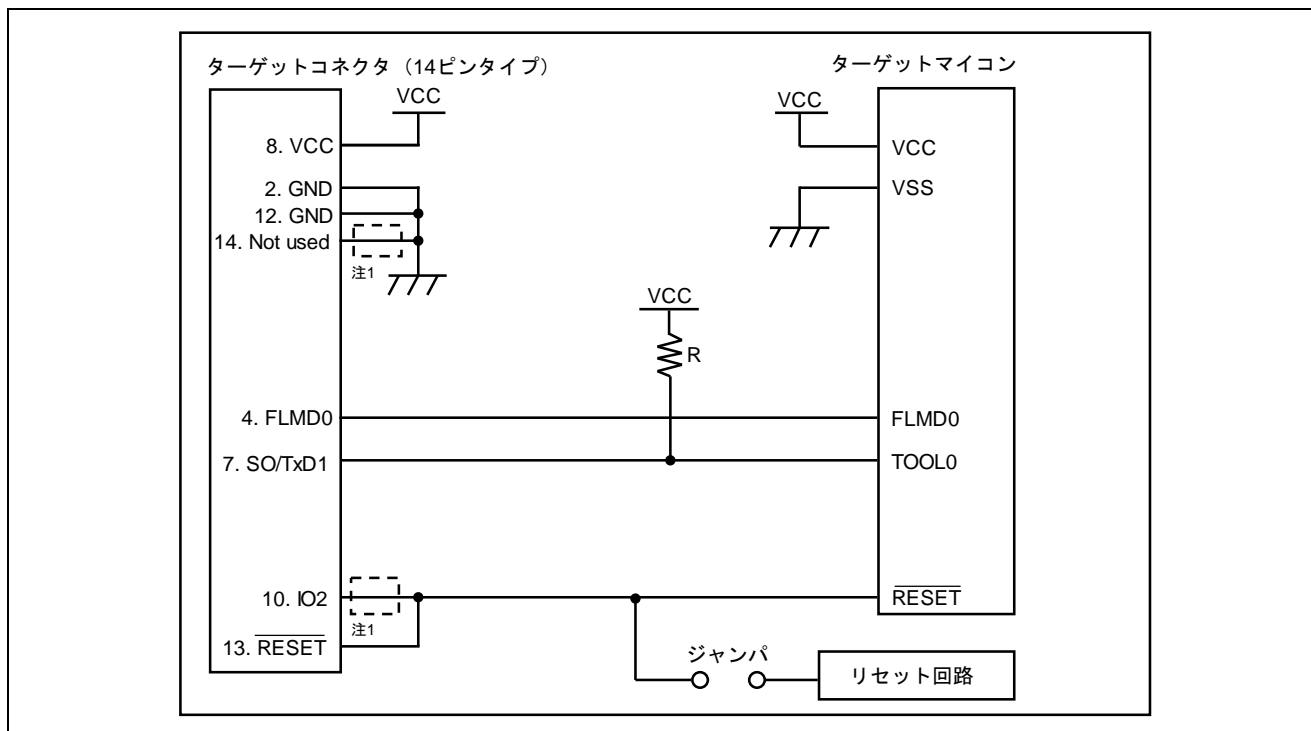 ターゲットコネクタ（14ピンタイプ）
VCC
8. VCC
2. GND
12. GND
14. Not used
注1
4. FLMD0
7. SO/TxD1
10. IO2
注1
13. RESET
VCC
R
ターゲットマイコン
VCC
VCC
VSS
FLMD0
TOOL0
RESET
ジャンパ
リセット回路